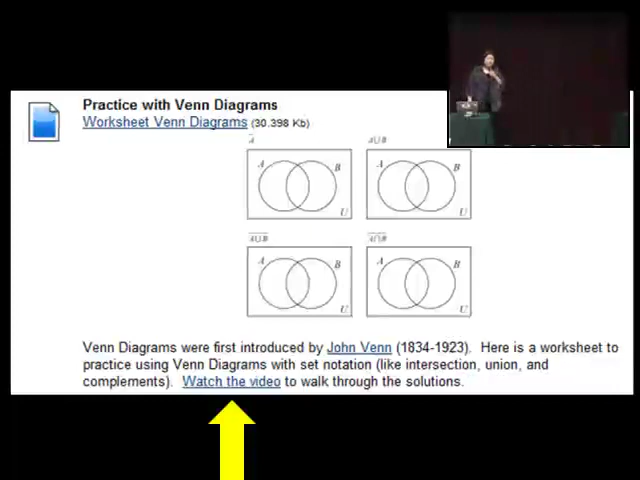 Practice with Venn Diagrams
Worksheet Venn Diagrams (30.398 Kb)
A̅
A B
U
A∪B
A B
U
A̅∪̅B̅
A B
U
A B
U
Venn Diagrams were first introduced by John Venn (1834-1923). Here is a worksheet to
practice using Venn Diagrams with set notation (like intersection, union, and
complements). Watch the video to walk through the solutions.